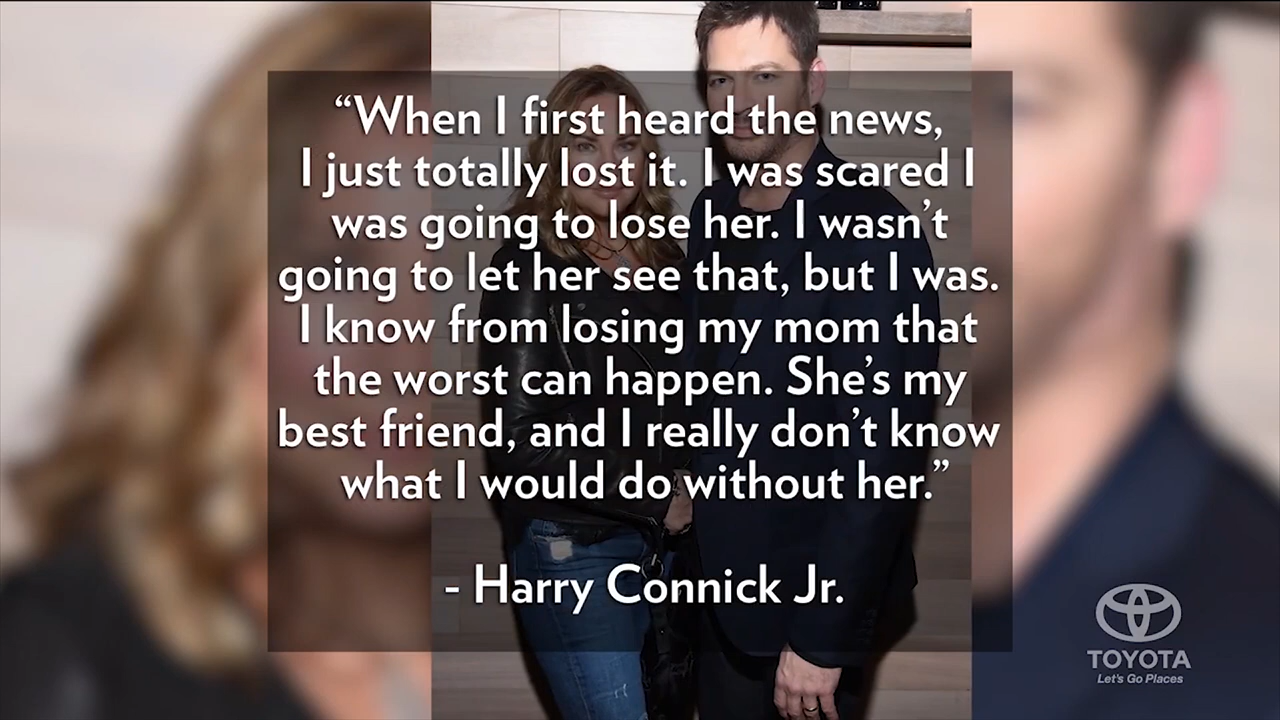 “When I first heard the news,
I just totally lost it. I was scared I
was going to lose her. I wasn’t
going to let her see that, but I was.
I know from losing my mom that
the worst can happen. She’s my
best friend, and I really don’t know
what I would do without her.”
- Harry Connick Jr.
TOYOTA
Let's Go Places